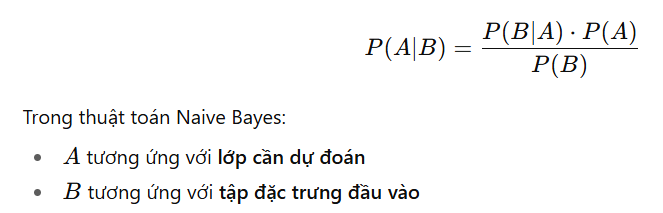 P(A|B) = P(B|A) · P(A) / P(B)
Trong thuật toán Naive Bayes:
• A tương ứng với lớp cần dự đoán
• B tương ứng với tập đặc trưng đầu vào